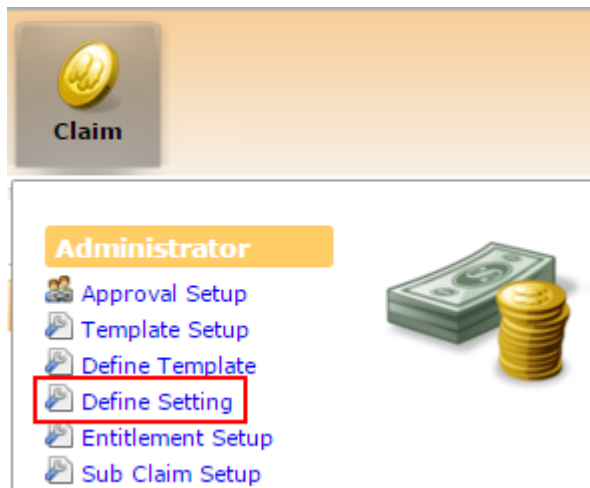 Claim
Administrator
Approval Setup
Template Setup
Define Template
Define Setting
Entitlement Setup
Sub Claim Setup